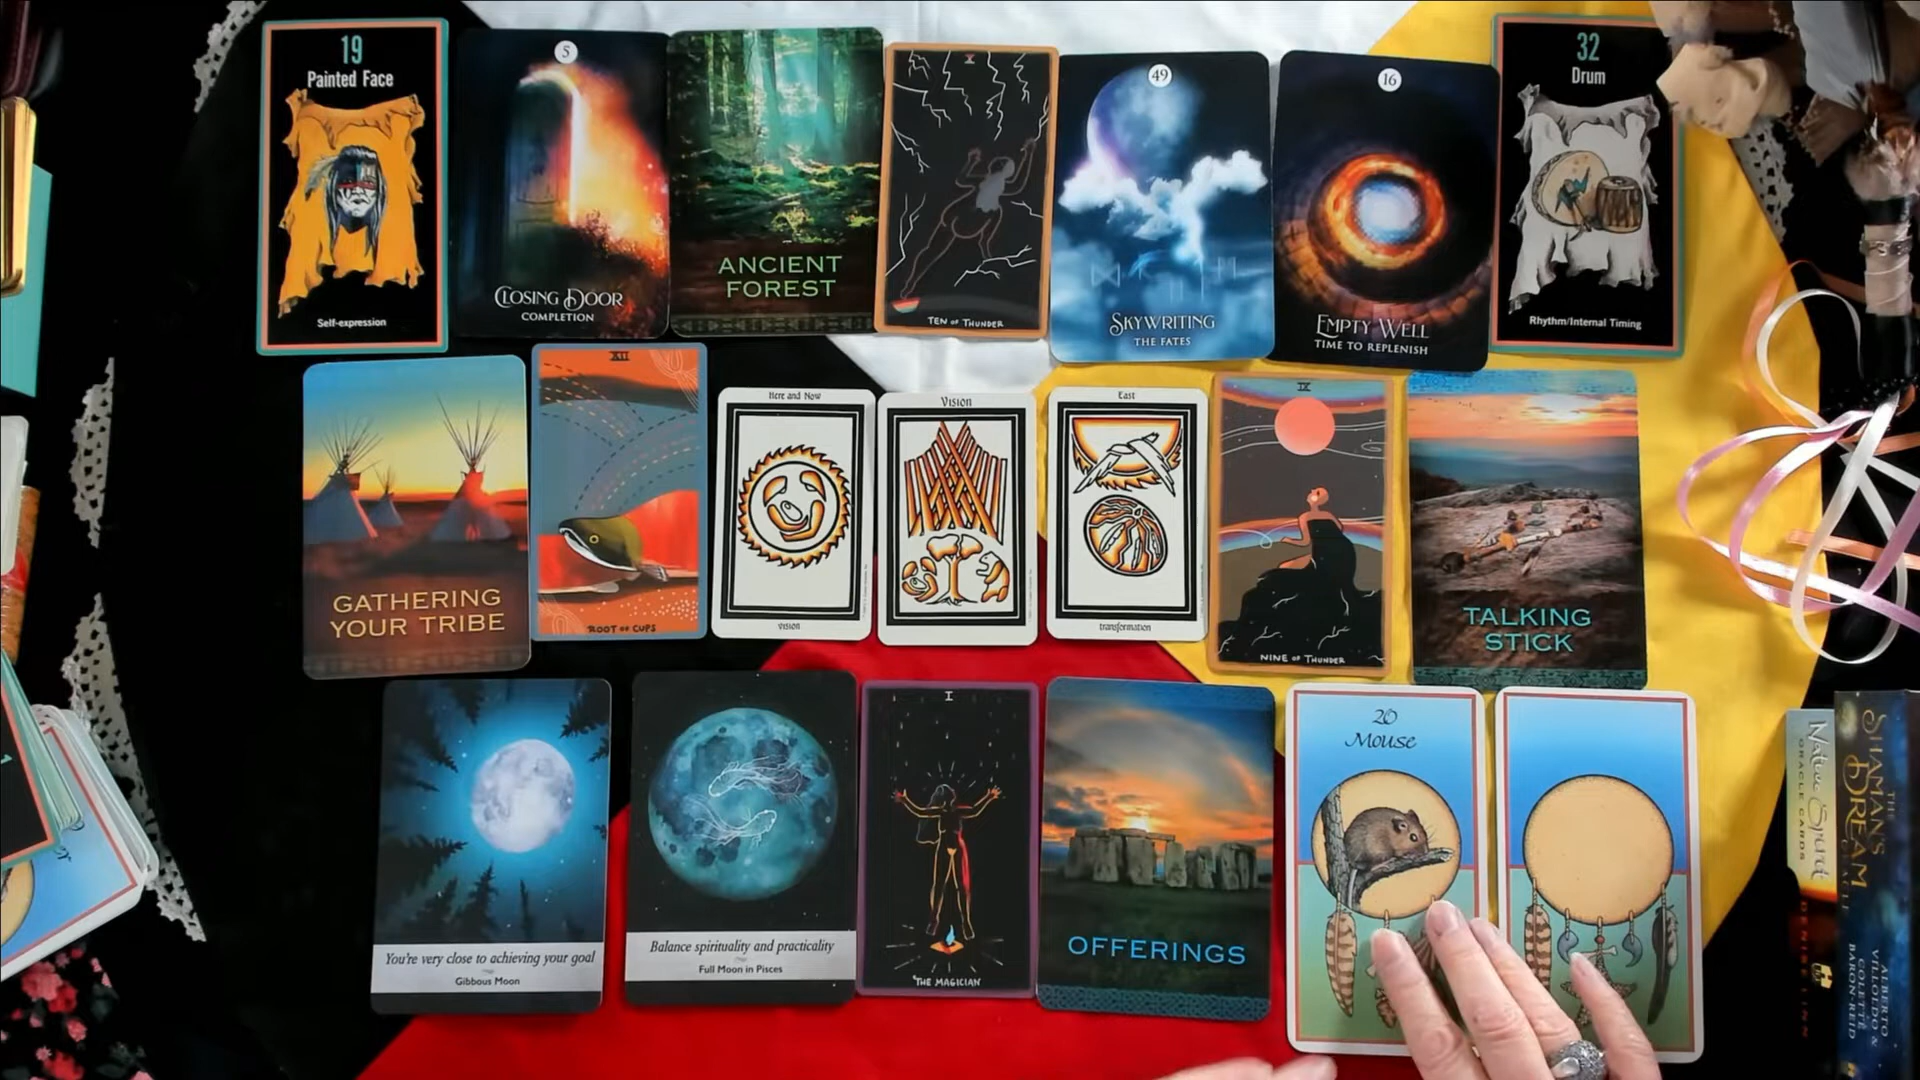 19
Painted Face
Self-expression
5
CLOSING DOOR
COMPLETION
ANCIENT
FOREST
X
TEN OF THUNDER
49
SKYWRITING
THE FATES
16
EMPTY WELL
TIME TO REPLENISH
32
Drum
Rhythm/Internal Timing
GATHERING
YOUR TRIBE
XII
ROOT OF CUPS
Here and Now
vision
Vision
East
transformation
IX
NINE OF THUNDER
TALKING
STICK
You're very close to achieving your goal
Gibbous Moon
Balance spirituality and practicality
Full Moon in Pisces
I
THE MAGICIAN
OFFERINGS
20
Mouse
Native Spirit
ORACLE CARDS
THE
SHAMAN'S
DREAM
ALBERTO
VILLOLDO &
COLETTE
BARON-REID